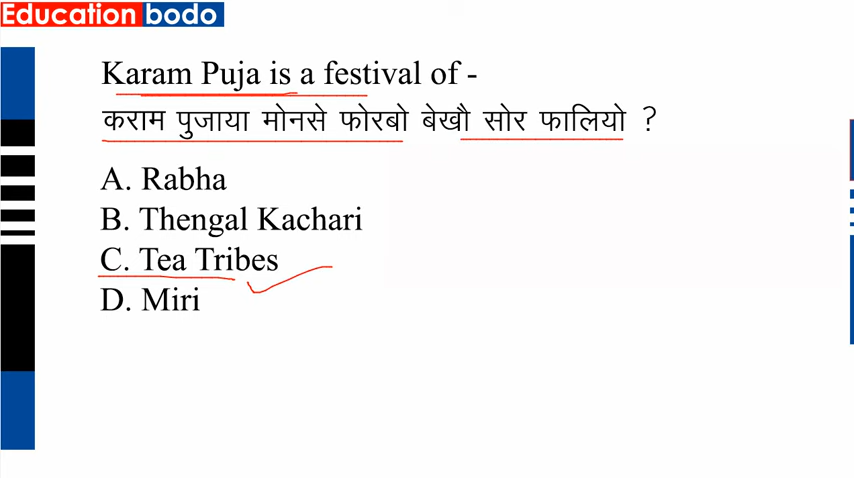 Education bodo
Karam Puja is a festival of -
कराम पुजाया मोनसे फोरबो बेखौ सोर फालियो ?
A. Rabha
B. Thengal Kachari
C. Tea Tribes
D. Miri